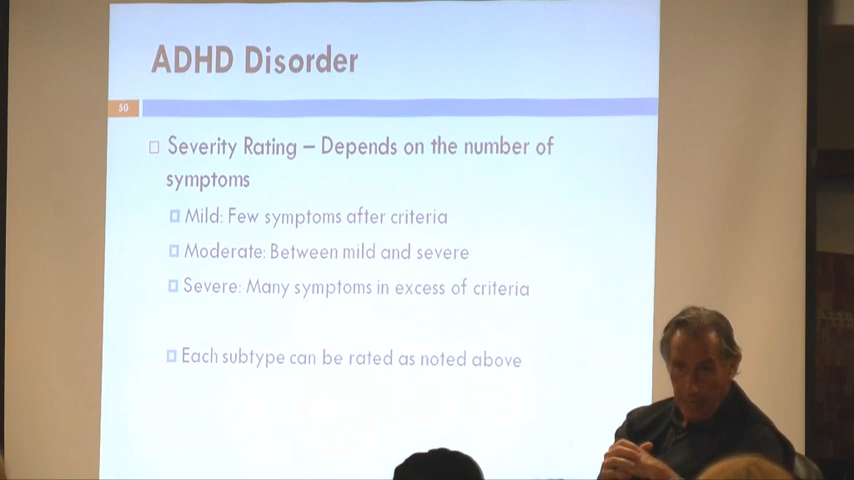 ADHD Disorder
50
Severity Rating – Depends on the number of
symptoms
Mild: Few symptoms after criteria
Moderate: Between mild and severe
Severe: Many symptoms in excess of criteria
Each subtype can be rated as noted above